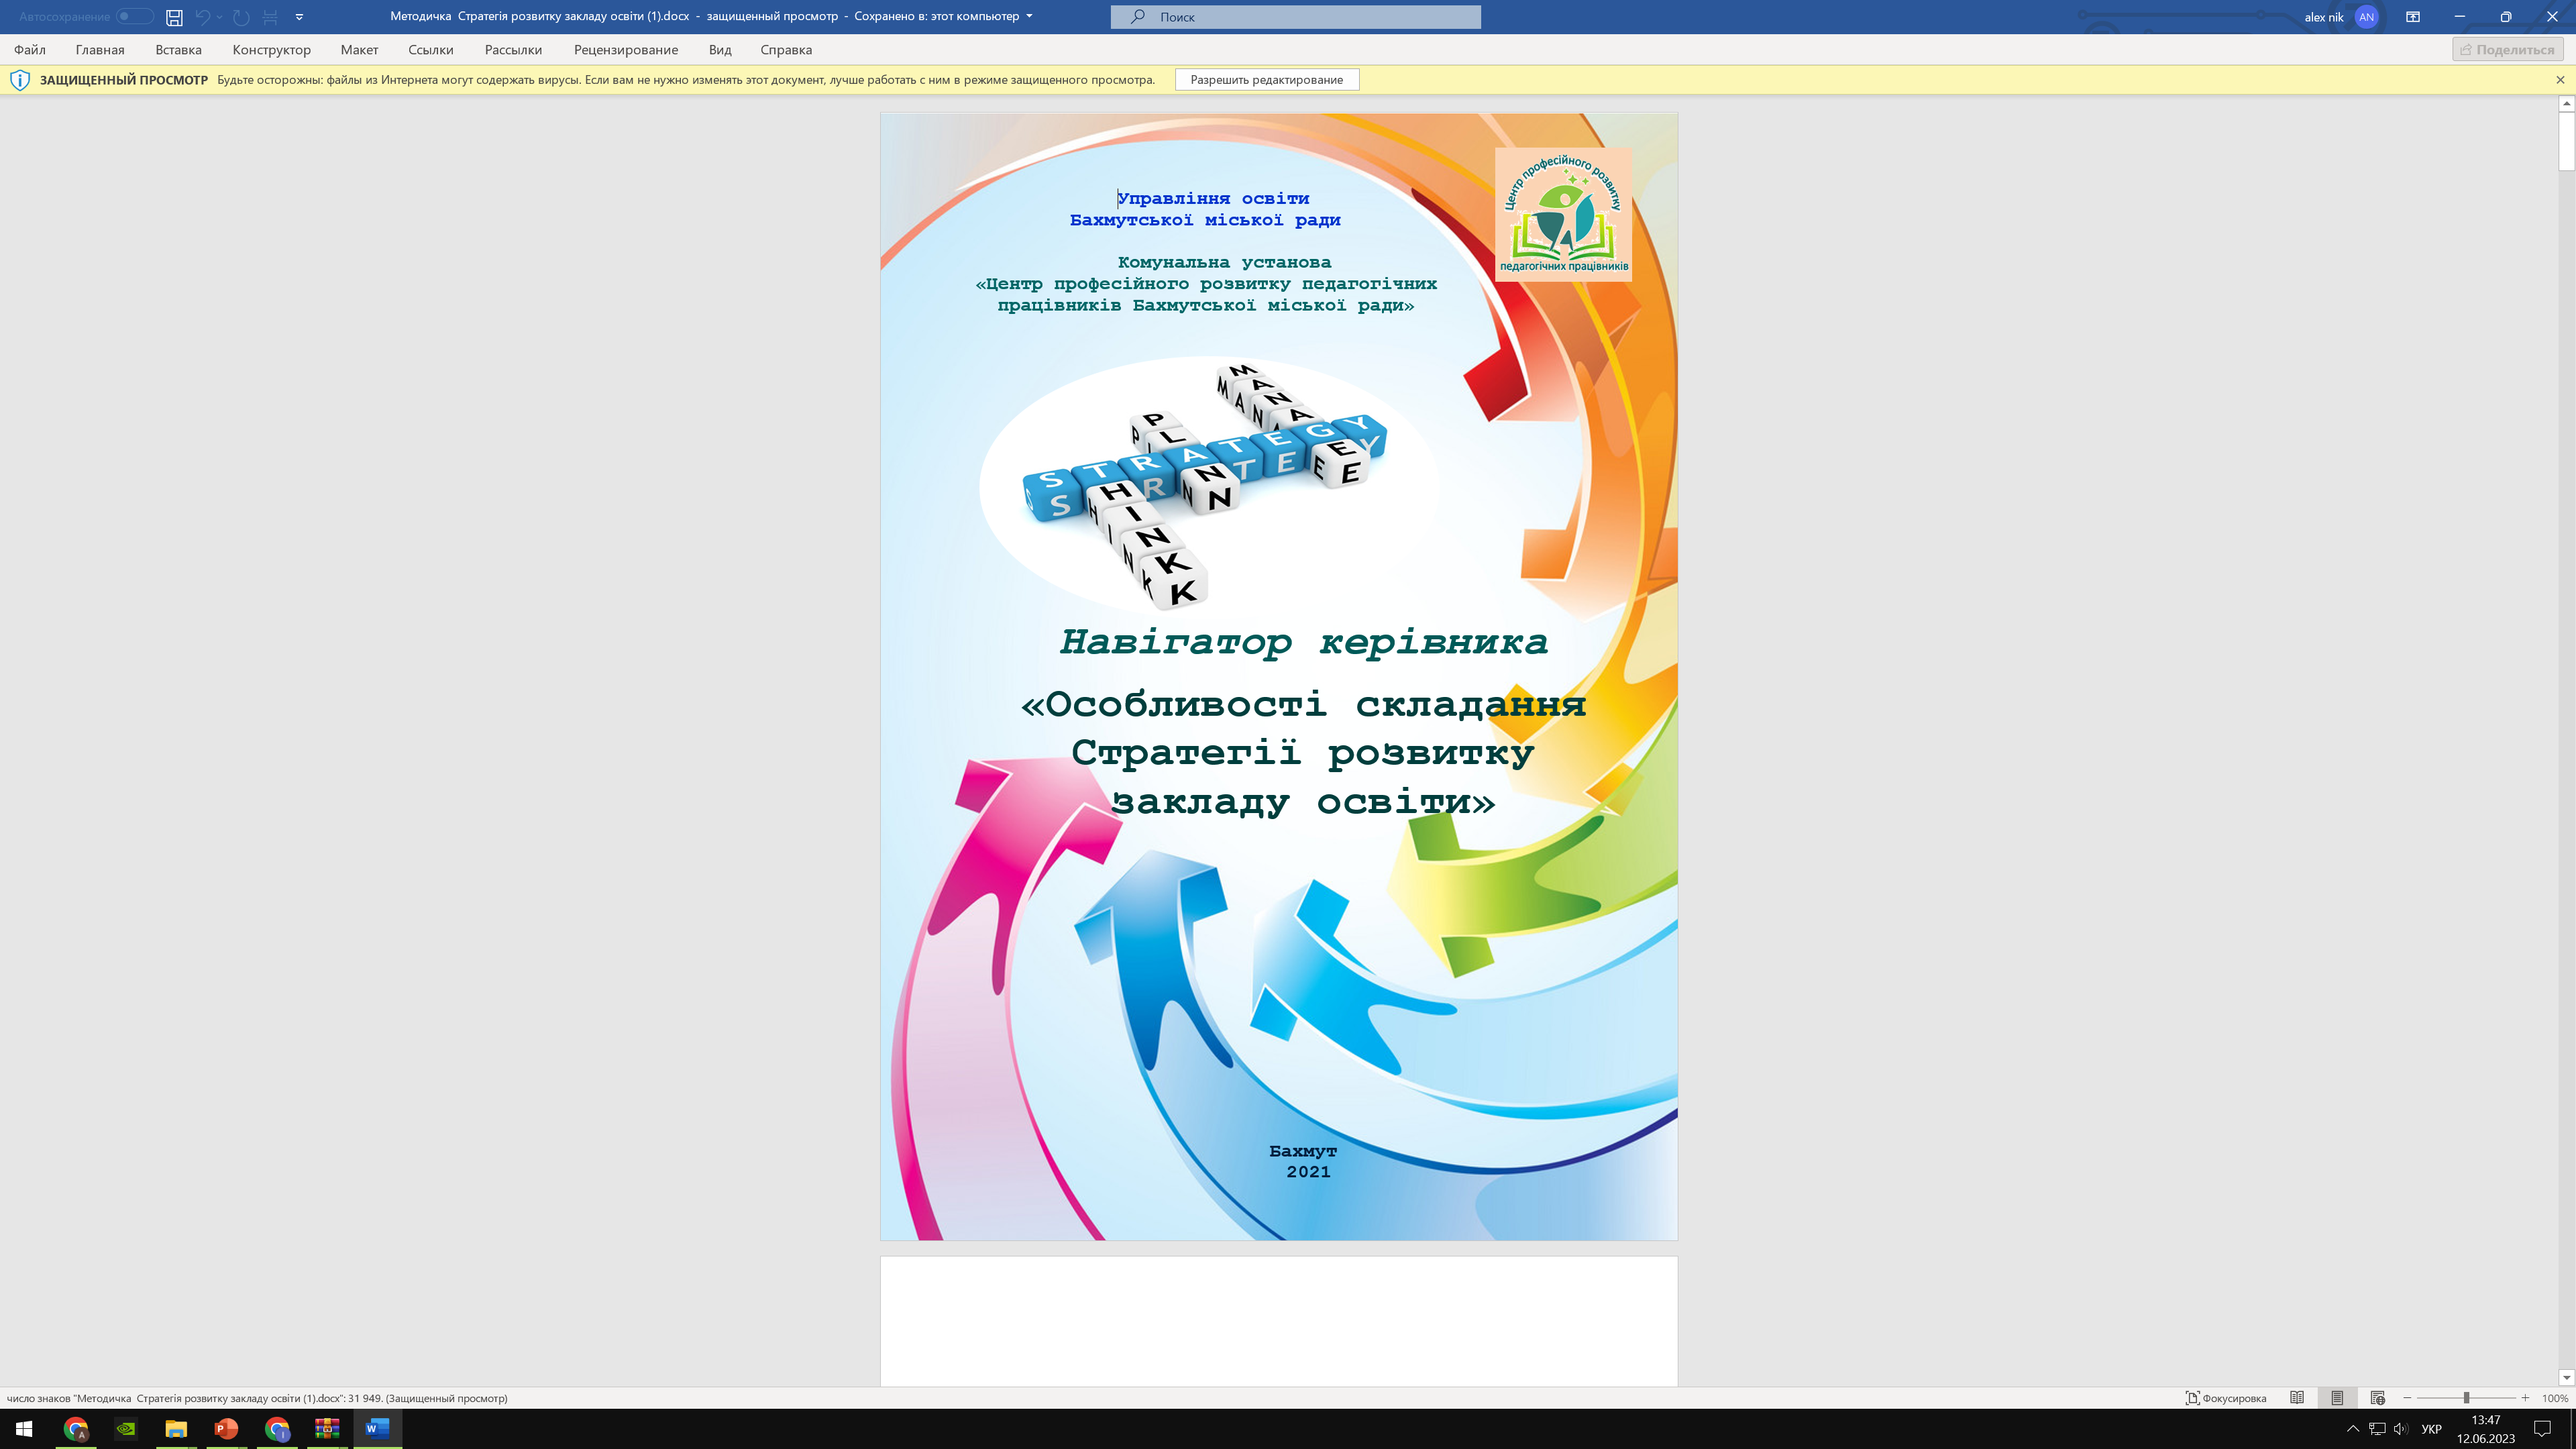 Автосохранение
Методичка Стратегія розвитку закладу освіти (1).docx - защищенный просмотр - Сохранено в: этот компьютер
Поиск
alex nik
AN
Файл Главная Вставка Конструктор Макет Ссылки Рассылки Рецензирование Вид Справка
Поделиться
ЗАЩИЩЕННЫЙ ПРОСМОТР Будьте осторожны: файлы из Интернета могут содержать вирусы. Если вам не нужно изменять этот документ, лучше работать с ним в режиме защищенного просмотра.
Разрешить редактирование
Управління освіти
Бахмутської міської ради
Центр професійного розвитку
педагогічних працівників
Комунальна установа
«Центр професійного розвитку педагогічних
працівників Бахмутської міської ради»
STRATEGY
THINK
Навігатор керівника
«Особливості складання
Стратегії розвитку
закладу освіти»
Бахмут
2021
число знаков "Методичка Стратегія розвитку закладу освіти (1).docx": 31 949. (Защищенный просмотр)
Фокусировка
100%
УКР
13:47
12.06.2023